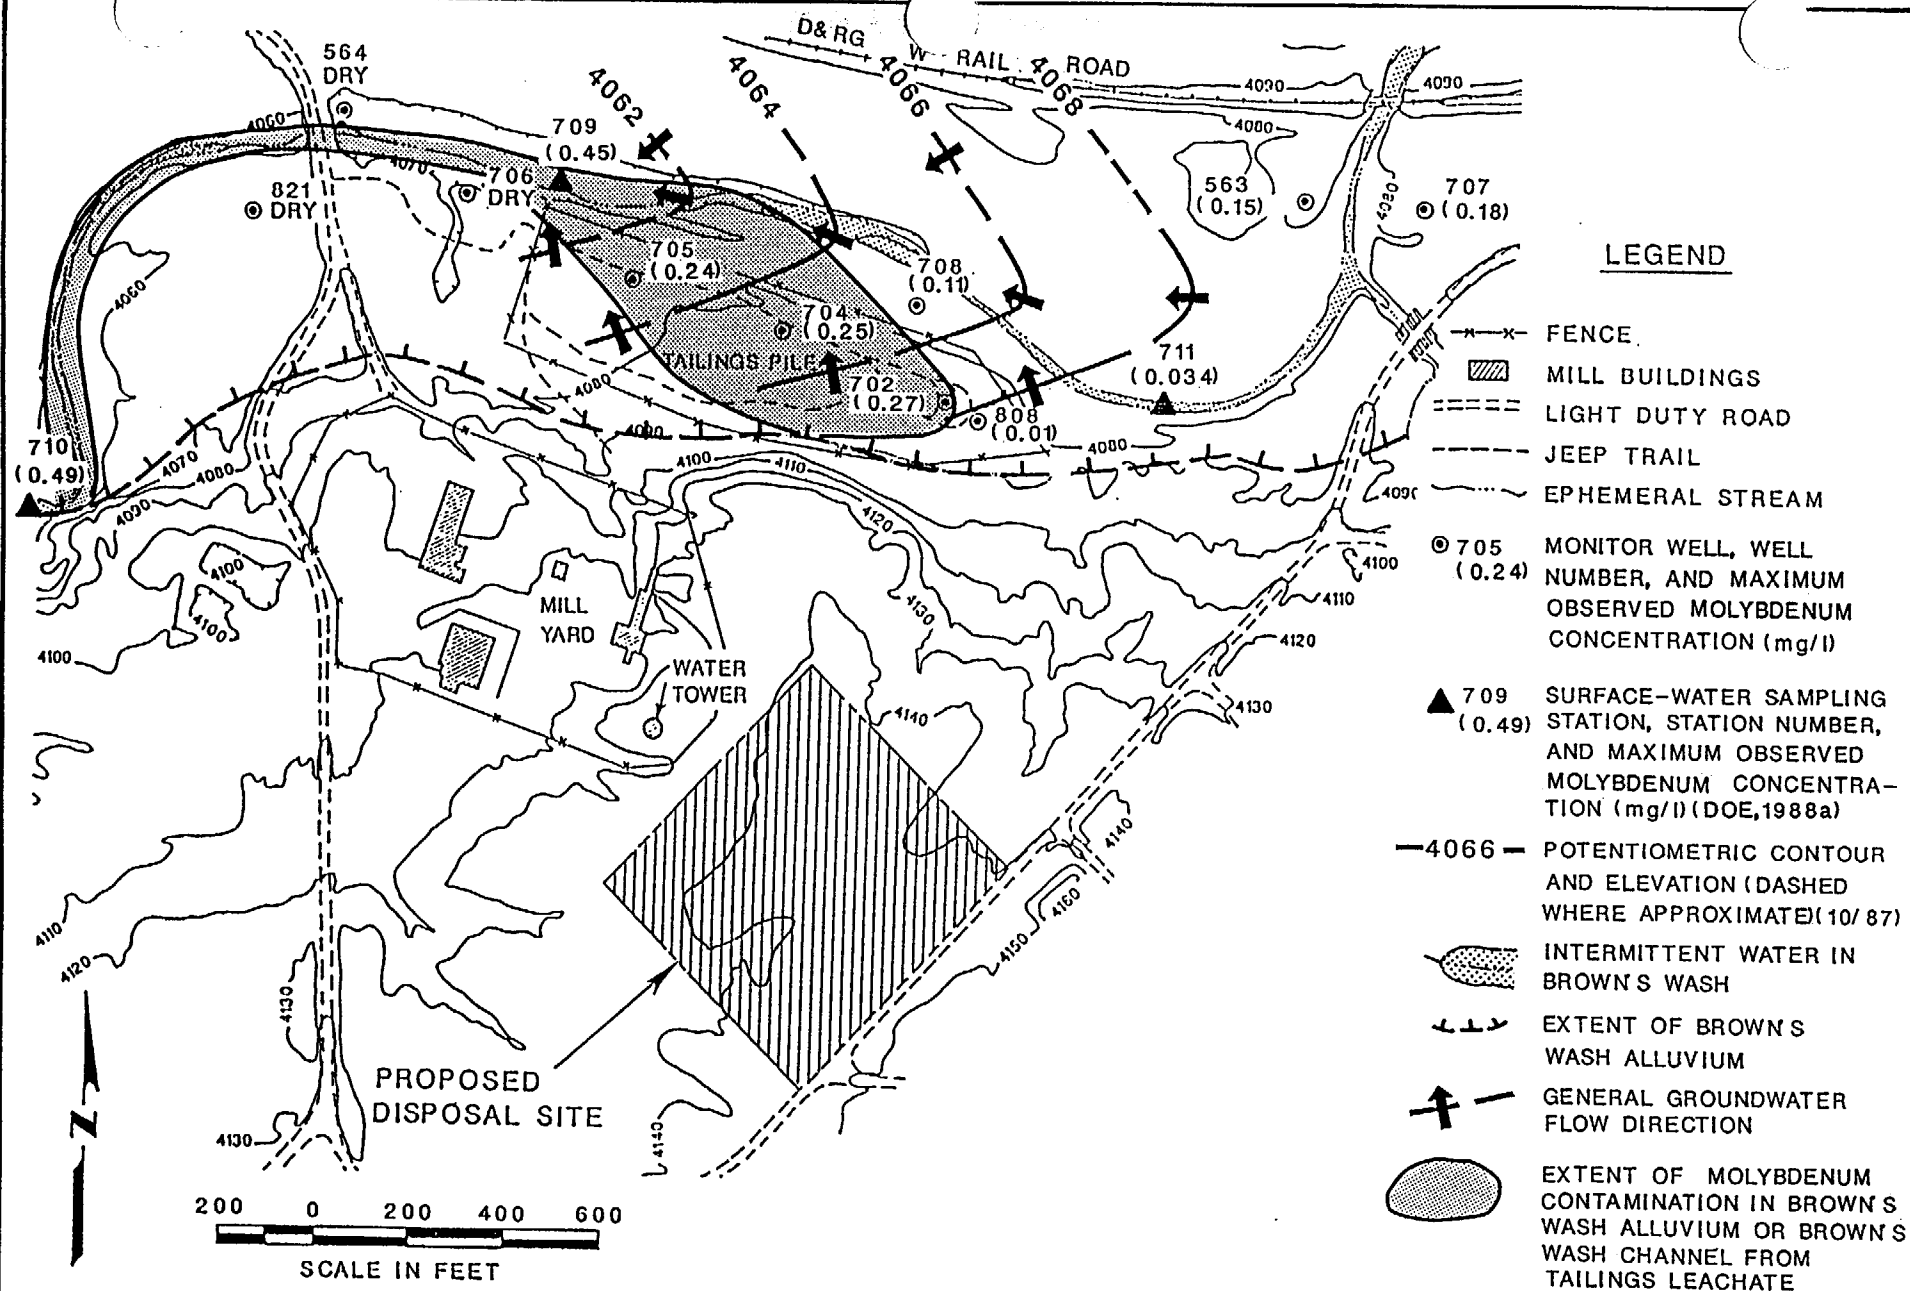 D&RG W RAIL ROAD
4090
4090
4080
4062
4064
4066
4068
564
DRY
4060
709
(0.45)
4070
706
DRY
821
DRY
563
(0.15)
707
(0.18)
4080
705
(0.24)
708
(0.11)
4060
704
(0.25)
TAILINGS PILE
711
(0.034)
4080
702
(0.27)
808
(0.01)
4090
4080
710
(0.49)
4070
4080
4090
4100
4110
4090
4120
4100
4100
4100
4100
4110
4130
4120
MILL
YARD
WATER
TOWER
4140
4130
4140
4160
4150
4110
4120
4130
PROPOSED
DISPOSAL SITE
4130
4140
N
200 0 200 400 600
SCALE IN FEET
LEGEND
FENCE
MILL BUILDINGS
LIGHT DUTY ROAD
JEEP TRAIL
EPHEMERAL STREAM
705
(0.24)
MONITOR WELL, WELL
NUMBER, AND MAXIMUM
OBSERVED MOLYBDENUM
CONCENTRATION (mg/l)
709
(0.49)
SURFACE-WATER SAMPLING
STATION, STATION NUMBER,
AND MAXIMUM OBSERVED
MOLYBDENUM CONCENTRA-
TION (mg/l) (DOE,1988a)
4066
POTENTIOMETRIC CONTOUR
AND ELEVATION (DASHED
WHERE APPROXIMATE)(10/87)
INTERMITTENT WATER IN
BROWN'S WASH
EXTENT OF BROWN'S
WASH ALLUVIUM
GENERAL GROUNDWATER
FLOW DIRECTION
EXTENT OF MOLYBDENUM
CONTAMINATION IN BROWN'S
WASH ALLUVIUM OR BROWN'S
WASH CHANNEL FROM
TAILINGS LEACHATE